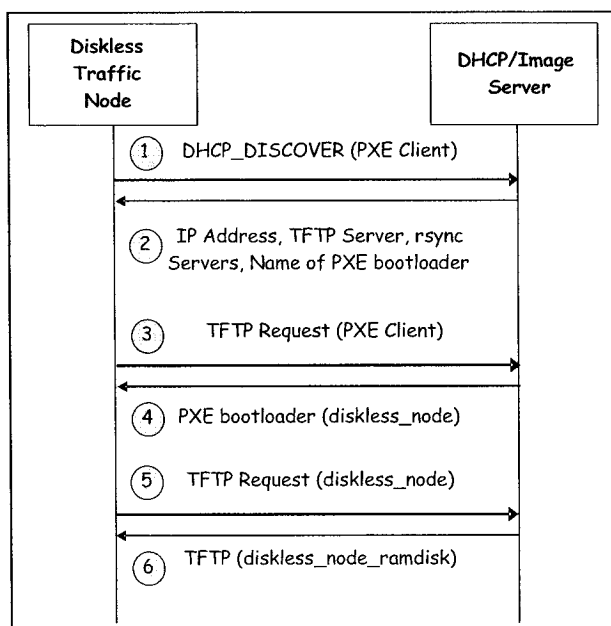 Diskless
Traffic
Node
DHCP/Image
Server
1 DHCP_DISCOVER (PXE Client)
2 IP Address, TFTP Server, rsync
Servers, Name of PXE bootloader
3 TFTP Request (PXE Client)
4 PXE bootloader (diskless_node)
5 TFTP Request (diskless_node)
6 TFTP (diskless_node_ramdisk)